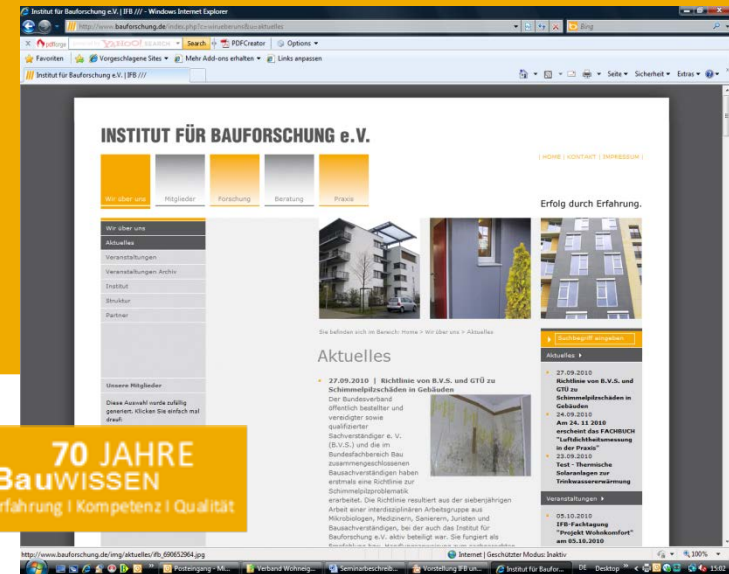 Institut für Bauforschung e.V. | IFB /// - Windows Internet Explorer
http://www.bauforschung.de/index.php?c=wirueberuns&u=aktuelles
Bing
pdfforge
YAHOO! SEARCH
Search
PDFCreator
Options
Favoriten
Vorgeschlagene Sites
Mehr Add-ons erhalten
Links anpassen
Institut für Bauforschung e.V. | IFB ///
Seite
Sicherheit
Extras
INSTITUT FÜR BAUFORSCHUNG e.V.
| HOME | KONTAKT | IMPRESSUM |
Wir über uns
Mitglieder
Forschung
Beratung
Praxis
Erfolg durch Erfahrung.
Wir über uns
Aktuelles
Veranstaltungen
Veranstaltungen Archiv
Institut
Struktur
Partner
Unsere Mitglieder
Diese Auswahl wurde zufällig
generiert. Klicken Sie einfach mal
drauf:
Sie befinden sich im Bereich: Home > Wir über uns > Aktuelles
Aktuelles
27.09.2010 | Richtlinie von B.V.S. und GTÜ zu
Schimmelpilzschäden in Gebäuden
Der Bundesverband
öffentlich bestellter und
vereidigter sowie
qualifizierter
Sachverständiger e. V.
(B.V.S.) und die im
Bundesfachbereich Bau
zusammengeschlossenen
Bausachverständigen haben
erstmals eine Richtlinie zur
Schimmelpilzproblematik
erarbeitet. Die Richtlinie resultiert aus der siebenjährigen
Arbeit einer interdisziplinären Arbeitsgruppe aus
Mikrobiologen, Medizinern, Sanierern, Juristen und
Bausachverständigen, bei der auch das Institut für
Bauforschung e.V. aktiv beteiligt war. Sie fungiert als
Suchbegriff eingeben
Aktuelles
27.09.2010
Richtlinie von B.V.S. und
GTÜ zu
Schimmelpilzschäden in
Gebäuden
24.09.2010
Am 24. 11 2010
erscheint das FACHBUCH
"Luftdichtheitsmessung
in der Praxis"
23.09.2010
Test - Thermische
Solaranlagen zur
Trinkwassererwärmung
Veranstaltungen
05.10.2010
IFB-Fachtagung
"Projekt Wohnkomfort"
am 05.10.2010
70 JAHRE
BauWISSEN
rfahrung I Kompetenz I Qualität
http://www.bauforschung.de/img/aktuelles/ifb_690652964.jpg
Internet | Geschützter Modus: Inaktiv
100%
Posteingang - Mi...
Verband Wohneig...
Seminarbeschreib...
Vorstellung IFB un...
Institut für Baufor...
DE
Desktop
15:02